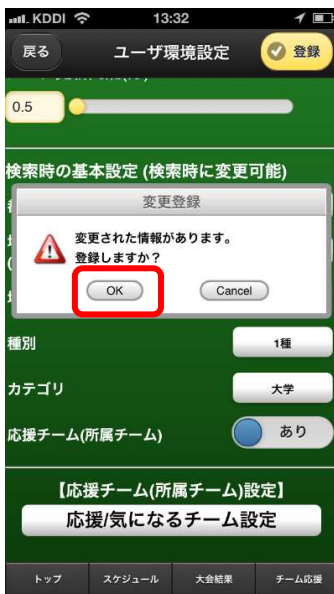 KDDI 13:32
戻る ユーザ環境設定 登録
0.5
検索時の基本設定 (検索時に変更可能)
変更登録
変更された情報があります。
登録しますか？
OK Cancel
種別 1種
カテゴリ 大学
応援チーム(所属チーム) あり
【応援チーム(所属チーム)設定】
応援/気になるチーム設定
トップ スケジュール 大会結果 チーム応援